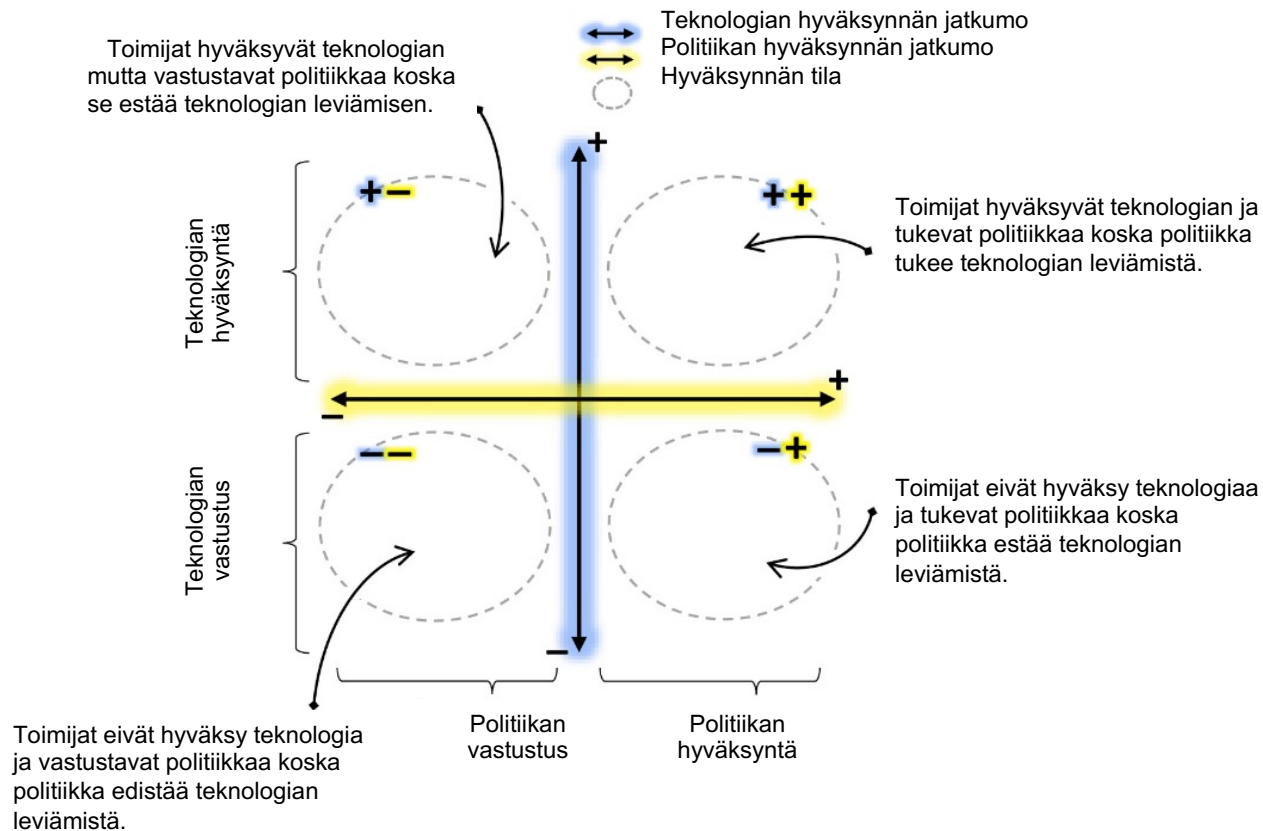 Teknologian hyväksynnän jatkumo
Politiikan hyväksynnän jatkumo
Hyväksynnän tila
Toimijat hyväksyvät teknologian
mutta vastustavat politiikkaa koska
se estää teknologian leviämisen.
+
+ −
+ +
Toimijat hyväksyvät teknologian ja
tukevat politiikkaa koska politiikka
tukee teknologian leviämistä.
Teknologian
hyväksyntä
+
−
− −
− +
Teknologian
vastustus
Toimijat eivät hyväksy teknologiaa
ja tukevat politiikkaa koska
politiikka estää teknologian
leviämistä.
−
Politiikan
vastustus
Politiikan
hyväksyntä
Toimijat eivät hyväksy teknologia
ja vastustavat politiikkaa koska
politiikka edistää teknologian
leviämistä.